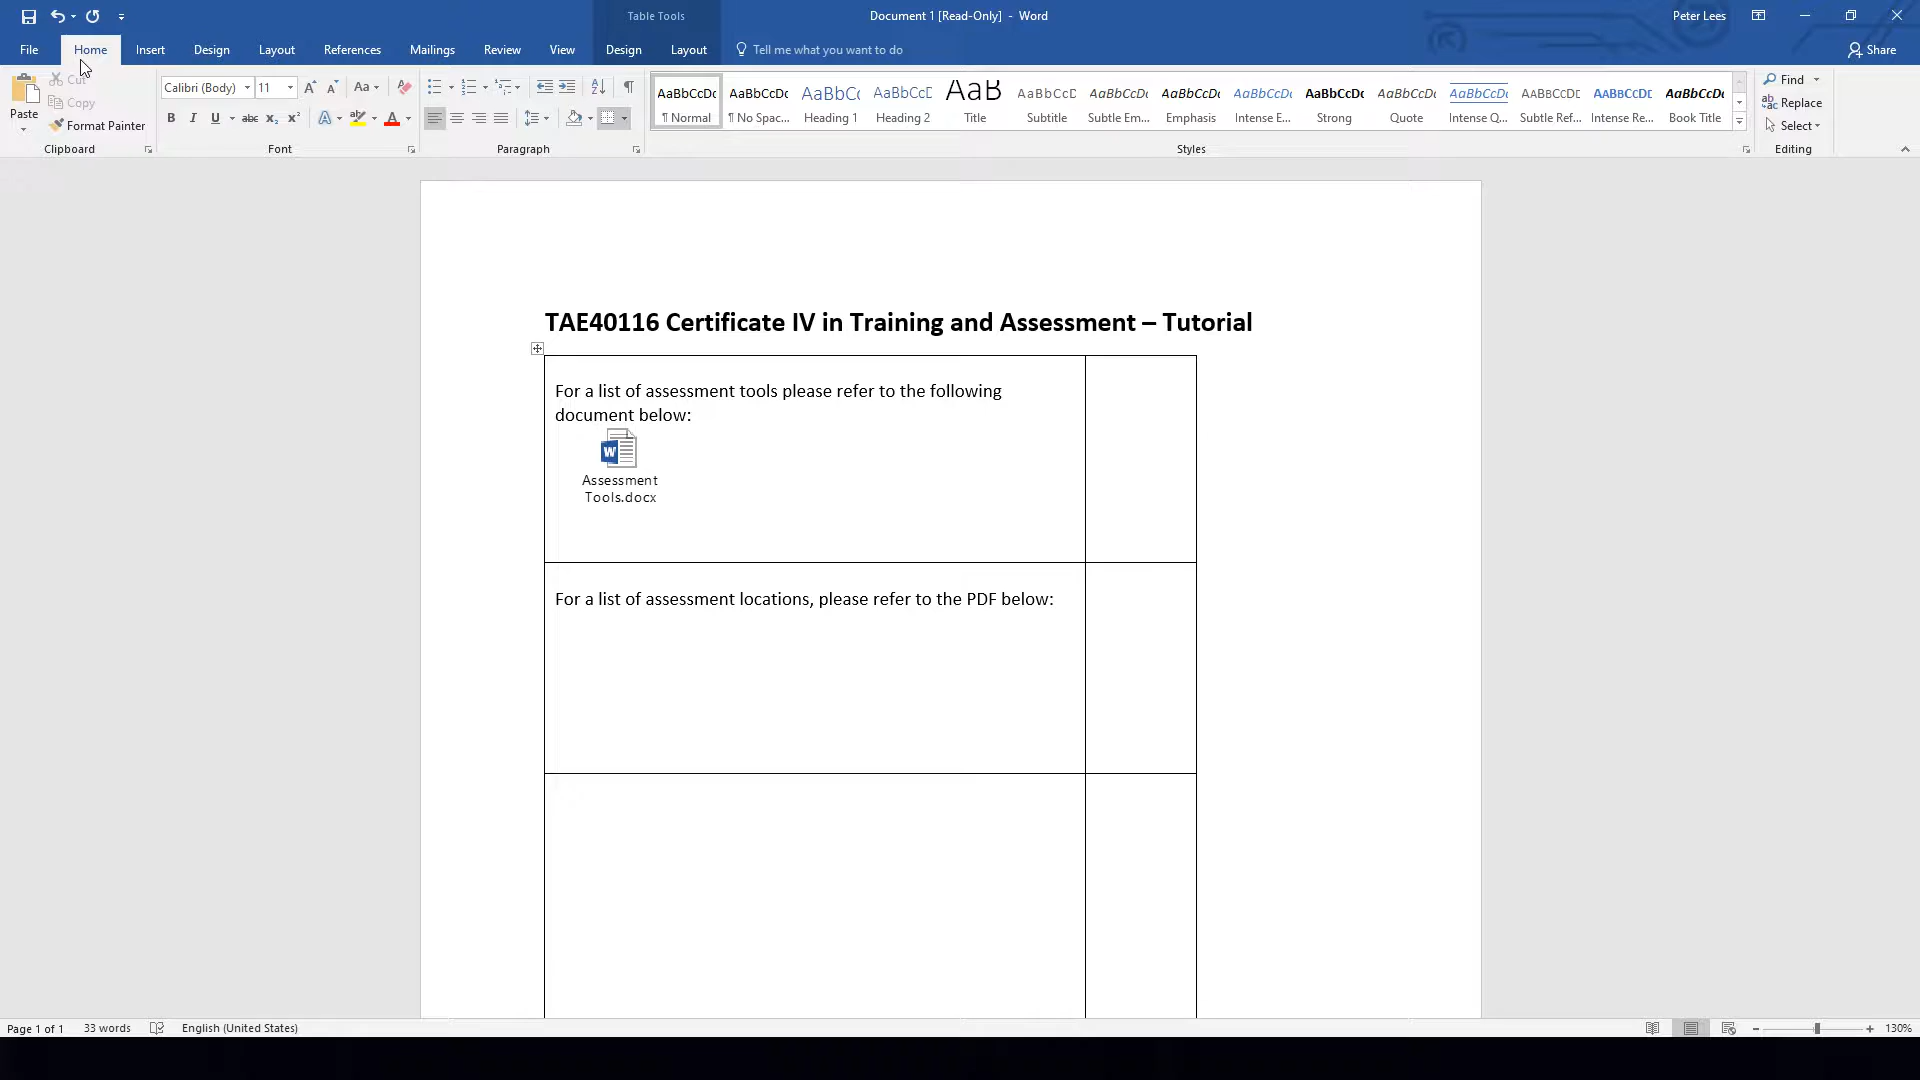 Table Tools
Document 1 [Read-Only] - Word
Peter Lees
File Home Insert Design Layout References Mailings Review View Design Layout Tell me what you want to do Share
Paste
Cut
Copy
Format Painter
Clipboard
Calibri (Body) 11
Font
Paragraph
AaBbCcDc AaBbCcDc AaBbCc AaBbCcD AaB AaBbCcD AaBbCcDc AaBbCcDc AaBbCcDc AaBbCcDc AaBbCcDc AaBbCcDc AABBCCDC AABBCCDC AaBbCcDc
¶ Normal ¶ No Spac... Heading 1 Heading 2 Title Subtitle Subtle Em... Emphasis Intense E... Strong Quote Intense Q... Subtle Ref... Intense Re... Book Title
Styles
Find
Replace
Select
Editing
TAE40116 Certificate IV in Training and Assessment – Tutorial
For a list of assessment tools please refer to the following
document below:
Assessment
Tools.docx
For a list of assessment locations, please refer to the PDF below:
Page 1 of 1 33 words English (United States) 130%